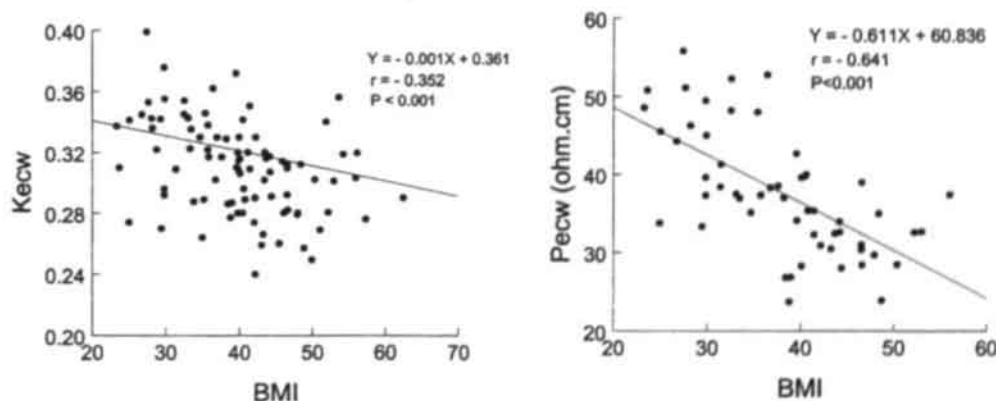 0.40
0.36
0.32
0.28
0.24
0.20
Kecw
Y = - 0.001X + 0.361
r = - 0.352
P < 0.001
20
30
40
50
60
70
BMI
60
50
40
30
20
Pecw (ohm.cm)
Y = - 0.611X + 60.836
r = - 0.641
P<0.001
20
30
40
50
60
BMI